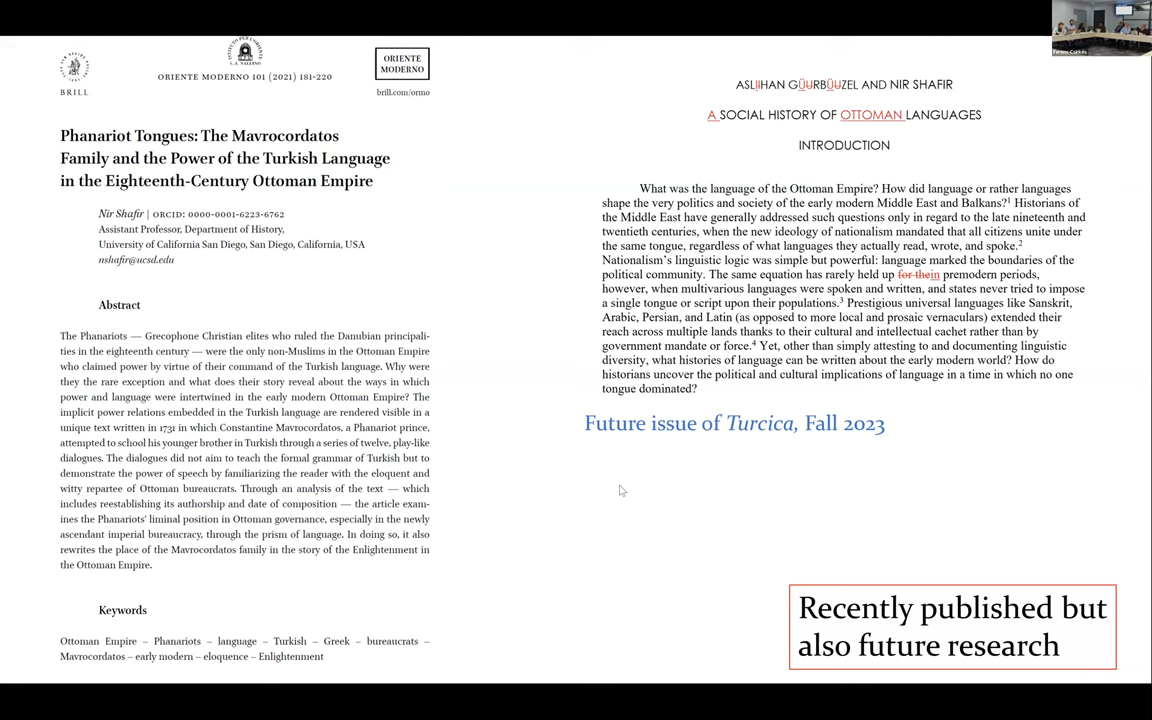 BRILL
ORIENTE MODERNO 101 (2021) 181-220
ORIENTE
MODERNO
brill.com/ormo
Phanariot Tongues: The Mavrocordatos
Family and the Power of the Turkish Language
in the Eighteenth-Century Ottoman Empire
Nir Shafir | ORCID: 0000-0001-6223-6762
Assistant Professor, Department of History,
University of California San Diego, San Diego, California, USA
nshafir@ucsd.edu
Abstract
The Phanariots — Grecophone Christian elites who ruled the Danubian principali-
ties in the eighteenth century — were the only non-Muslims in the Ottoman Empire
who claimed power by virtue of their command of the Turkish language. Why were
they the rare exception and what does their story reveal about the ways in which
power and language were intertwined in the early modern Ottoman Empire? The
implicit power relations embedded in the Turkish language are rendered visible in a
unique text written in 1731 in which Constantine Mavrocordatos, a Phanariot prince,
attempted to school his younger brother in Turkish through a series of twelve, play-like
dialogues. The dialogues did not aim to teach the formal grammar of Turkish but to
demonstrate the power of speech by familiarizing the reader with the eloquent and
witty repartee of Ottoman bureaucrats. Through an analysis of the text — which
includes reestablishing its authorship and date of composition — the article exam-
ines the Phanariots' liminal position in Ottoman governance, especially in the newly
ascendant imperial bureaucracy, through the prism of language. In doing so, it also
rewrites the place of the Mavrocordatos family in the story of the Enlightenment in
the Ottoman Empire.
Keywords
Ottoman Empire – Phanariots – language – Turkish – Greek – bureaucrats –
Mavrocordatos – early modern – eloquence – Enlightenment
AND NIR SHAFIR
A SOCIAL HISTORY OF OTTOMAN LANGUAGES
INTRODUCTION
What was the language of the Ottoman Empire? How did language or rather languages
shape the very politics and society of the early modern Middle East and Balkans?1 Historians of
the Middle East have generally addressed such questions only in regard to the late nineteenth and
twentieth centuries, when the new ideology of nationalism mandated that all citizens unite under
the same tongue, regardless of what languages they actually read, wrote, and spoke.2
Nationalism's linguistic logic was simple but powerful: language marked the boundaries of the
political community. The same equation has rarely held up for thein premodern periods,
however, when multivarious languages were spoken and written, and states never tried to impose
a single tongue or script upon their populations.3 Prestigious universal languages like Sanskrit,
Arabic, Persian, and Latin (as opposed to more local and prosaic vernaculars) extended their
reach across multiple lands thanks to their cultural and intellectual cachet rather than by
government mandate or force.4 Yet, other than simply attesting to and documenting linguistic
diversity, what histories of language can be written about the early modern world? How do
historians uncover the political and cultural implications of language in a time in which no one
tongue dominated?
Future issue of Turcica, Fall 2023
Recently published but
also future research